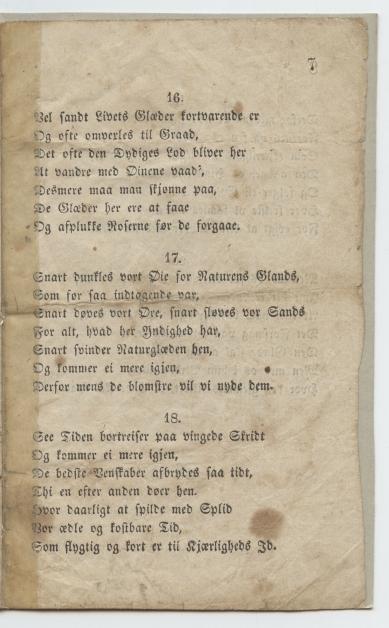 7
16.
Vel sandt Livets Glæder kortvarende er
Og ofte omvexles til Graad,
Det ofte den Dydiges Lod bliver her
At vandre med Øinene vaad',
Desmere maa man skjønne paa,
De Glæder her ere at faae
Og afplukke Roserne før de forgaae.
17.
Snart dunkles vort Øie for Naturens Glands,
Som før saa indtagende var,
Snart døves vort Øre, snart sløves vor Sands
For alt, hvad her Yndighed har,
Snart svinder Naturglæden hen,
Og kommer ei mere igjen,
Derfor mens de blomstre vil vi nyde dem.
18.
See Tiden bortreiser paa vingede Skridt
Og kommer ei mere igjen,
De bedste Venskaber afbrydes saa tidt,
Thi en efter anden doer hen.
Hvor daarligt at spilde med Splid
Vor ædle og kostbare Tid,
Som flygtig og kort er til Kjærligheds Id.